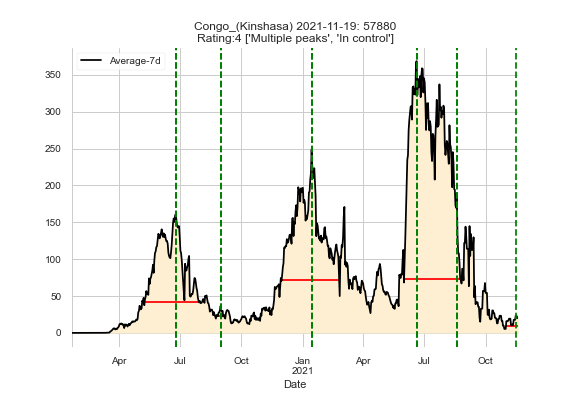 Congo_(Kinshasa) 2021-11-19: 57880
Rating:4 ['Multiple peaks', 'In control']
Average-7d
350
300
250
200
150
100
50
0
Apr
Jul
Oct
Jan
2021
Apr
Jul
Oct
Date